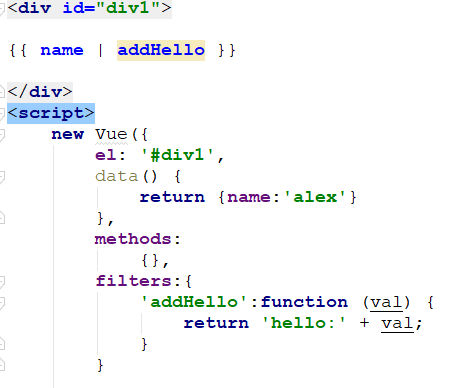 <div id="div1">
{{ name | addHello }}
</div>
<script>
    new Vue({
        el: '#div1',
        data() {
            return {name:'alex'}
        },
        methods:
            {},
        filters:{
            'addHello':function (val) {
                return 'hello:' + val;
            }
        }